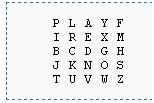 P L A Y F
I R E X M
B C D G H
J K N O S
T U V W Z